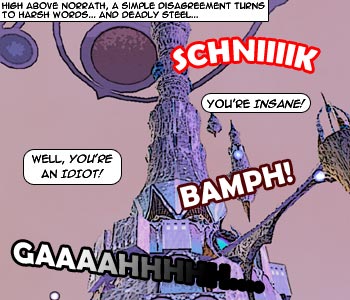 HIGH ABOVE NORRATH, A SIMPLE DISAGREEMENT TURNS
TO HARSH WORDS... AND DEADLY STEEL...
SCHNIIIIK
YOU'RE INSANE!
WELL, YOU'RE
AN IDIOT!
BAMPH!
GAAAAHHHHHH.....